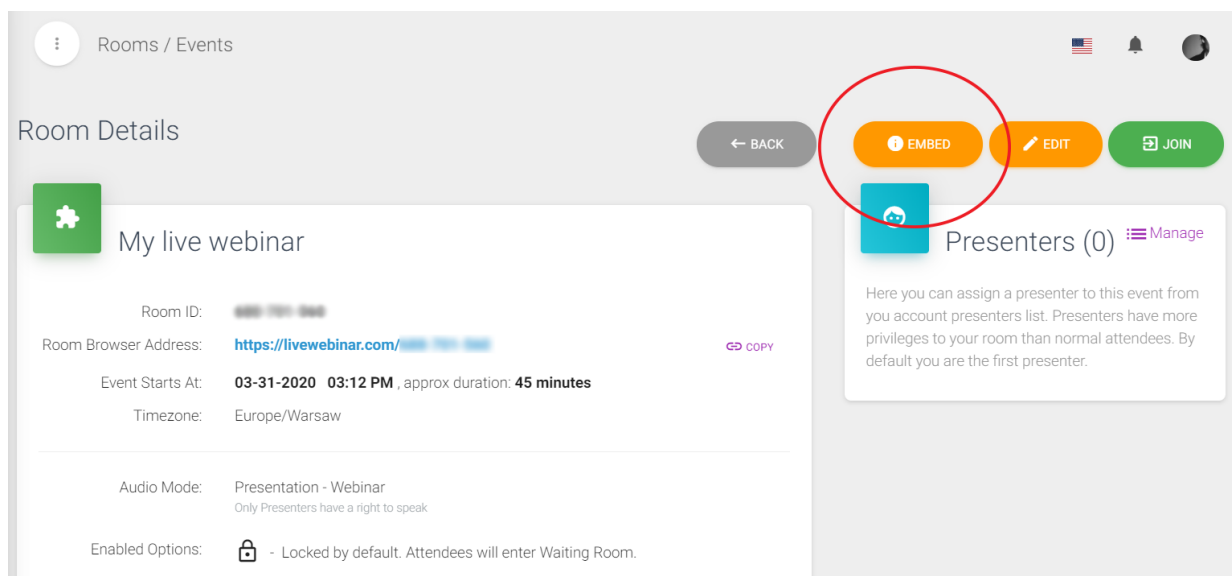 Rooms / Events
Room Details
BACK
EMBED
EDIT
JOIN
My live webinar
Room ID:
Room Browser Address: https://livewebinar.com/ COPY
Event Starts At: 03-31-2020 03:12 PM , approx duration: 45 minutes
Timezone: Europe/Warsaw
Audio Mode: Presentation - Webinar
Only Presenters have a right to speak
Enabled Options: - Locked by default. Attendees will enter Waiting Room.
Presenters (0) Manage
Here you can assign a presenter to this event from
you account presenters list. Presenters have more
privileges to your room than normal attendees. By
default you are the first presenter.